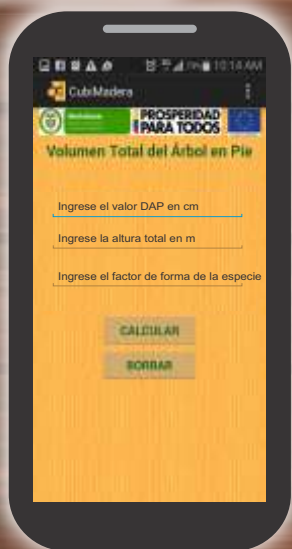 10:14 AM
CubiMadera
PROSPERIDAD
PARA TODOS
Volumen Total del Árbol en Pie
Ingrese el valor DAP en cm
Ingrese la altura total en m
Ingrese el factor de forma de la especie
CALCULAR
BORRAR